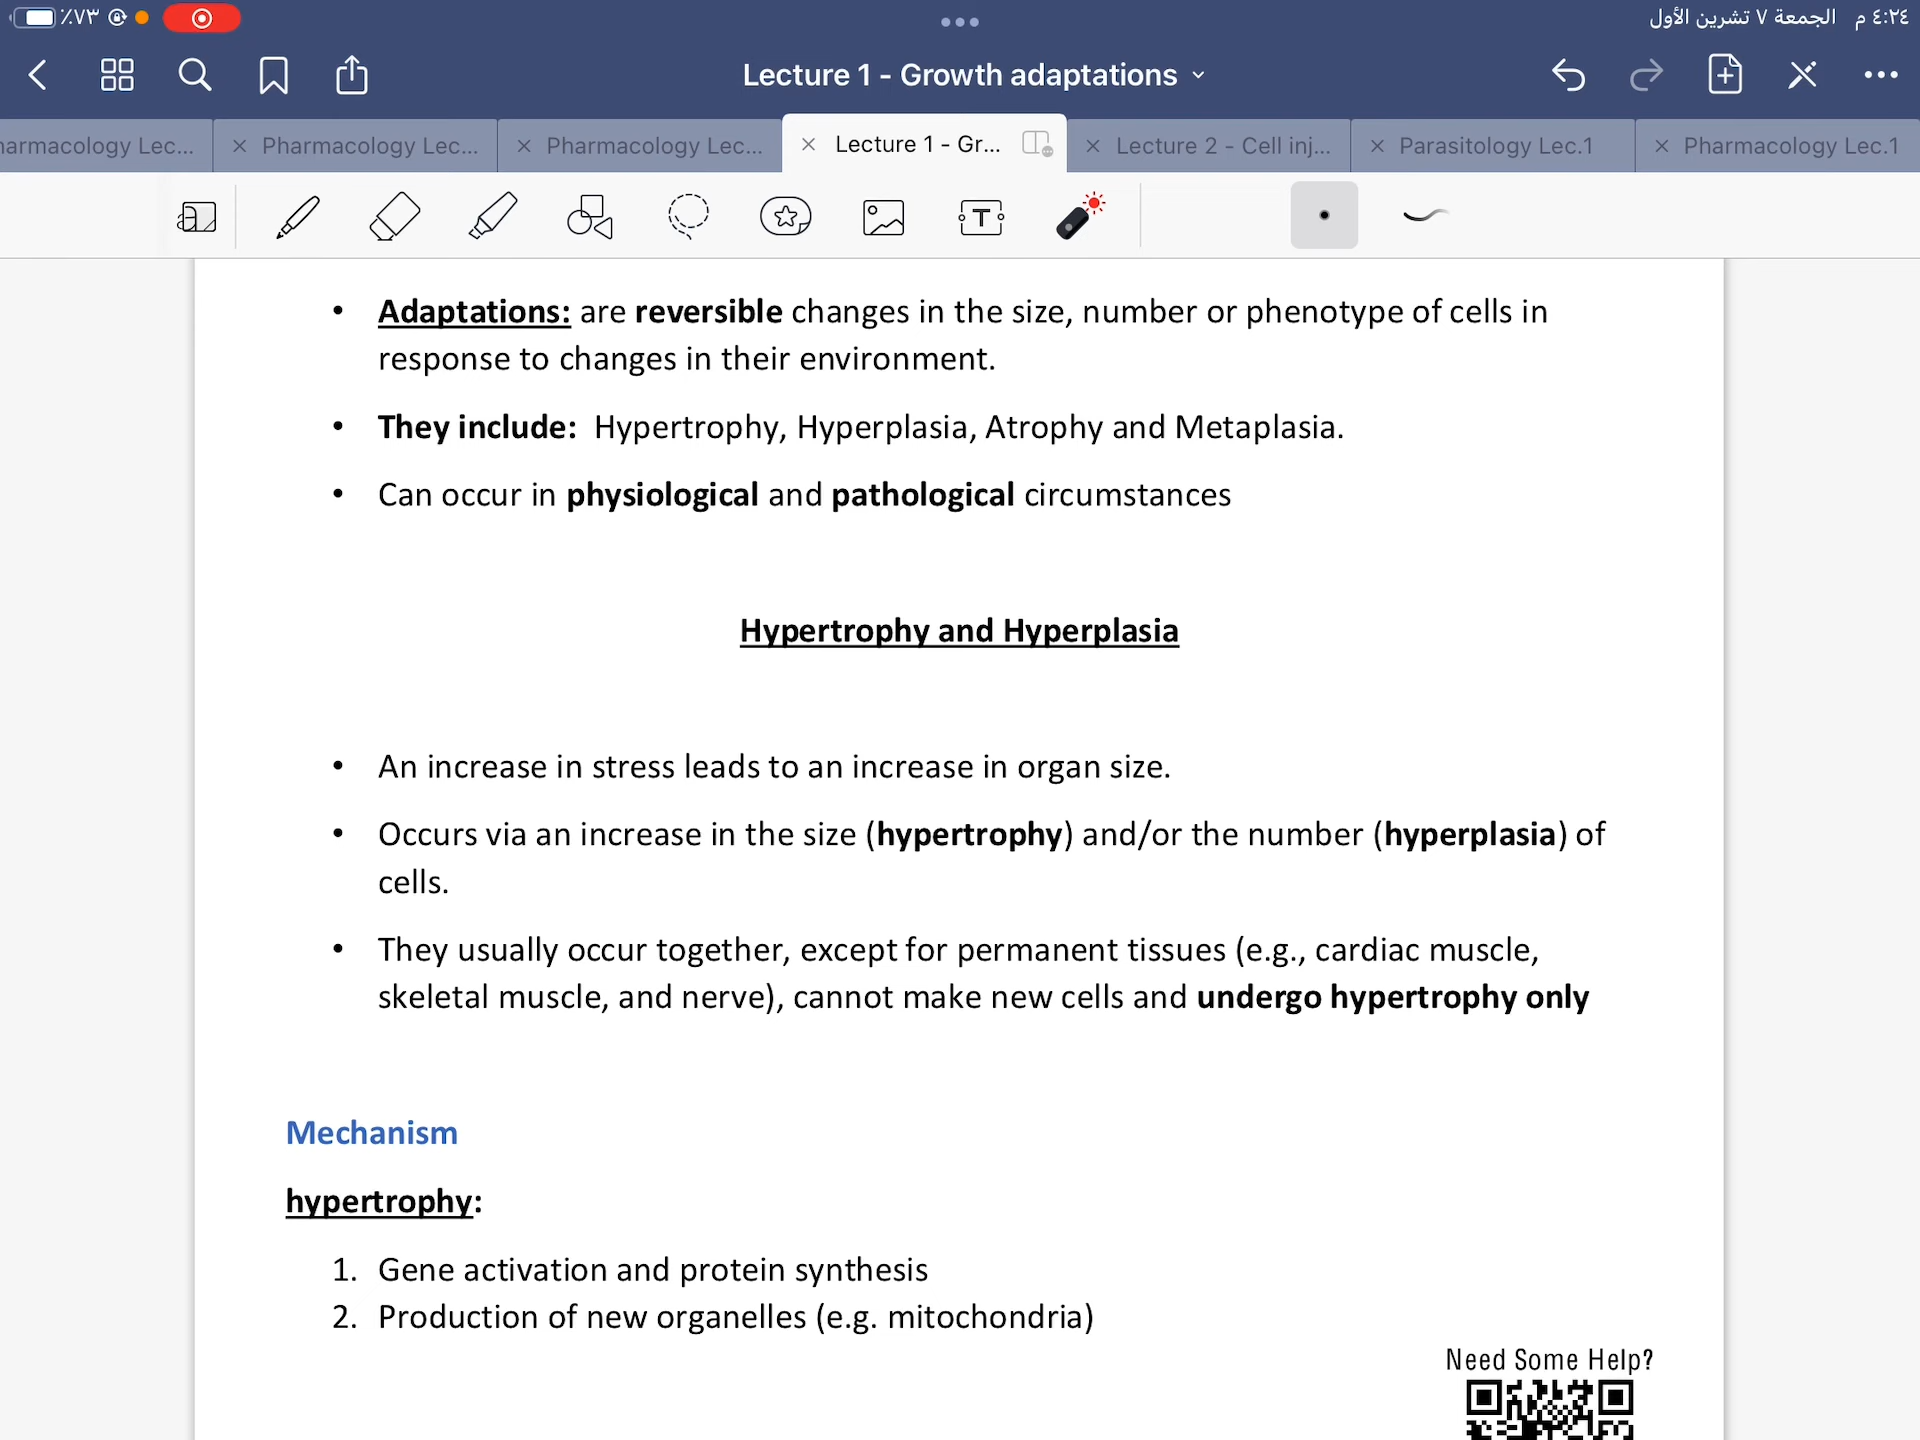 ٪٧٣
٤:٢٤ م الجمعة ٧ تشرين الأول
Lecture 1 - Growth adaptations
armacology Lec... Pharmacology Lec... Pharmacology Lec... Lecture 1 - Gr... Lecture 2 - Cell inj... Parasitology Lec.1 Pharmacology Lec.1
• Adaptations: are reversible changes in the size, number or phenotype of cells in
response to changes in their environment.
• They include: Hypertrophy, Hyperplasia, Atrophy and Metaplasia.
• Can occur in physiological and pathological circumstances
Hypertrophy and Hyperplasia
• An increase in stress leads to an increase in organ size.
• Occurs via an increase in the size (hypertrophy) and/or the number (hyperplasia) of
cells.
• They usually occur together, except for permanent tissues (e.g., cardiac muscle,
skeletal muscle, and nerve), cannot make new cells and undergo hypertrophy only
Mechanism
hypertrophy:
1. Gene activation and protein synthesis
2. Production of new organelles (e.g. mitochondria)
Need Some Help?